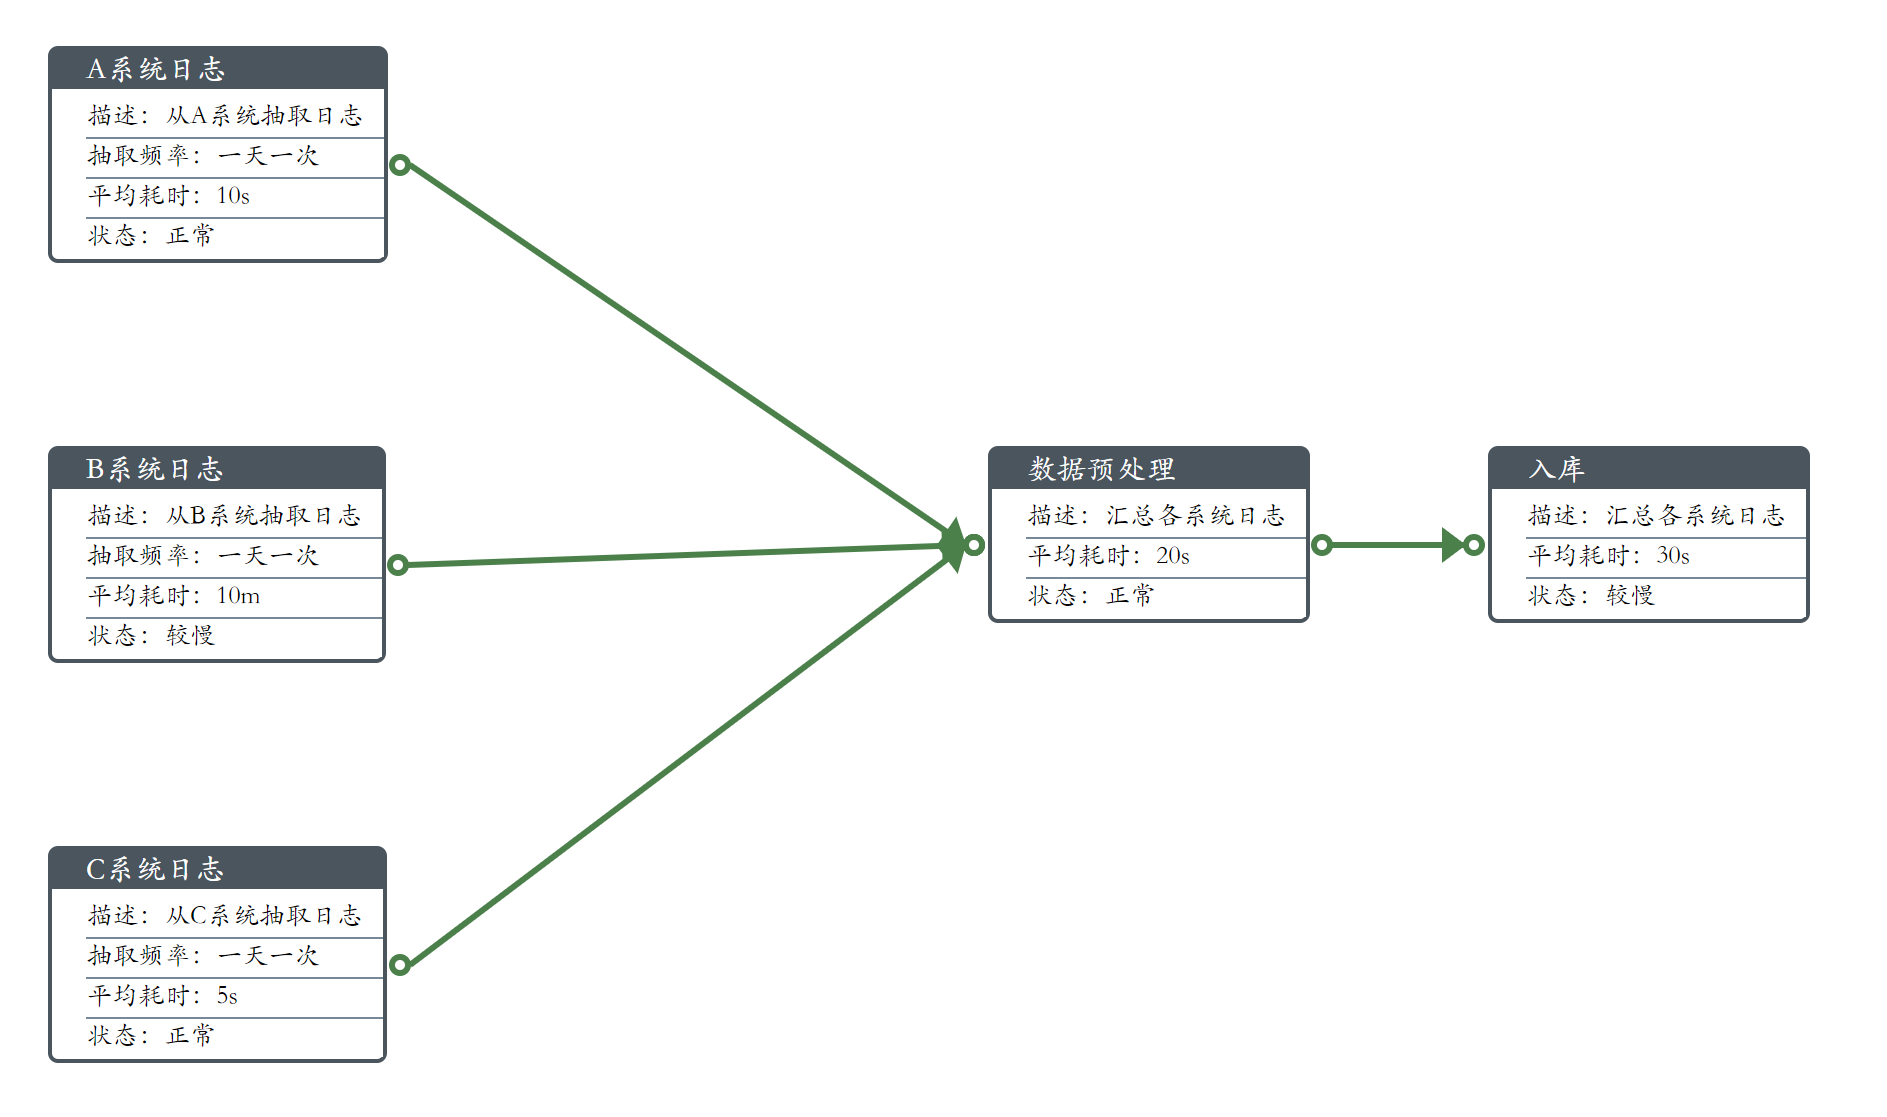 A系统日志
描述：从A系统抽取日志
抽取频率：一天一次
平均耗时：10s
状态：正常
B系统日志
描述：从B系统抽取日志
抽取频率：一天一次
平均耗时：10m
状态：较慢
C系统日志
描述：从C系统抽取日志
抽取频率：一天一次
平均耗时：5s
状态：正常
数据预处理
描述：汇总各系统日志
平均耗时：20s
状态：正常
入库
描述：汇总各系统日志
平均耗时：30s
状态：较慢